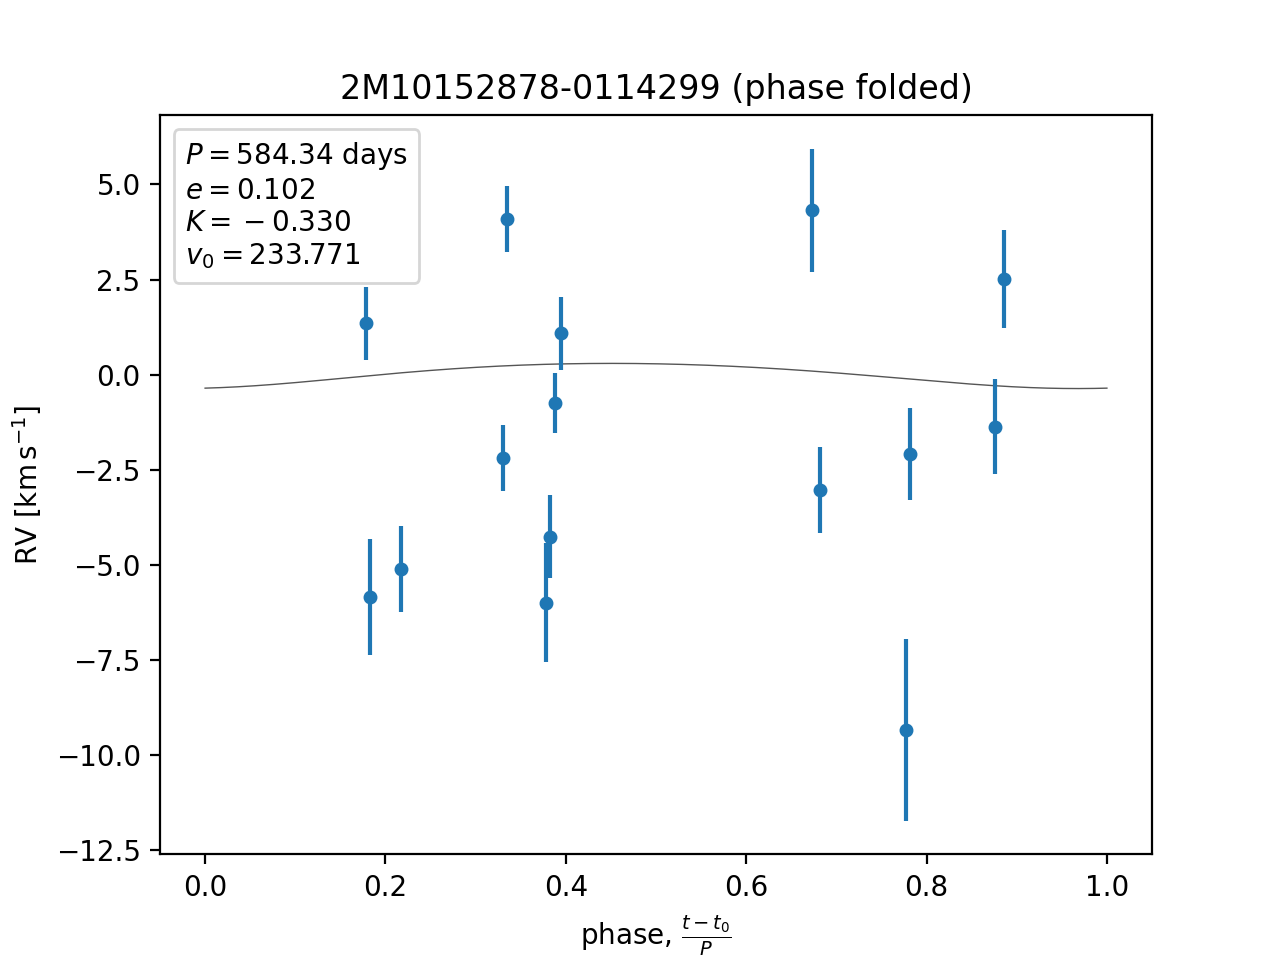 2M10152878-0114299 (phase folded)
P = 584.34 days
e = 0.102
K = −0.330
v₀ = 233.771
5.0
2.5
0.0
−2.5
−5.0
−7.5
−10.0
−12.5
RV [km s⁻¹]
0.0 0.2 0.4 0.6 0.8 1.0
phase, (t − t₀)/P